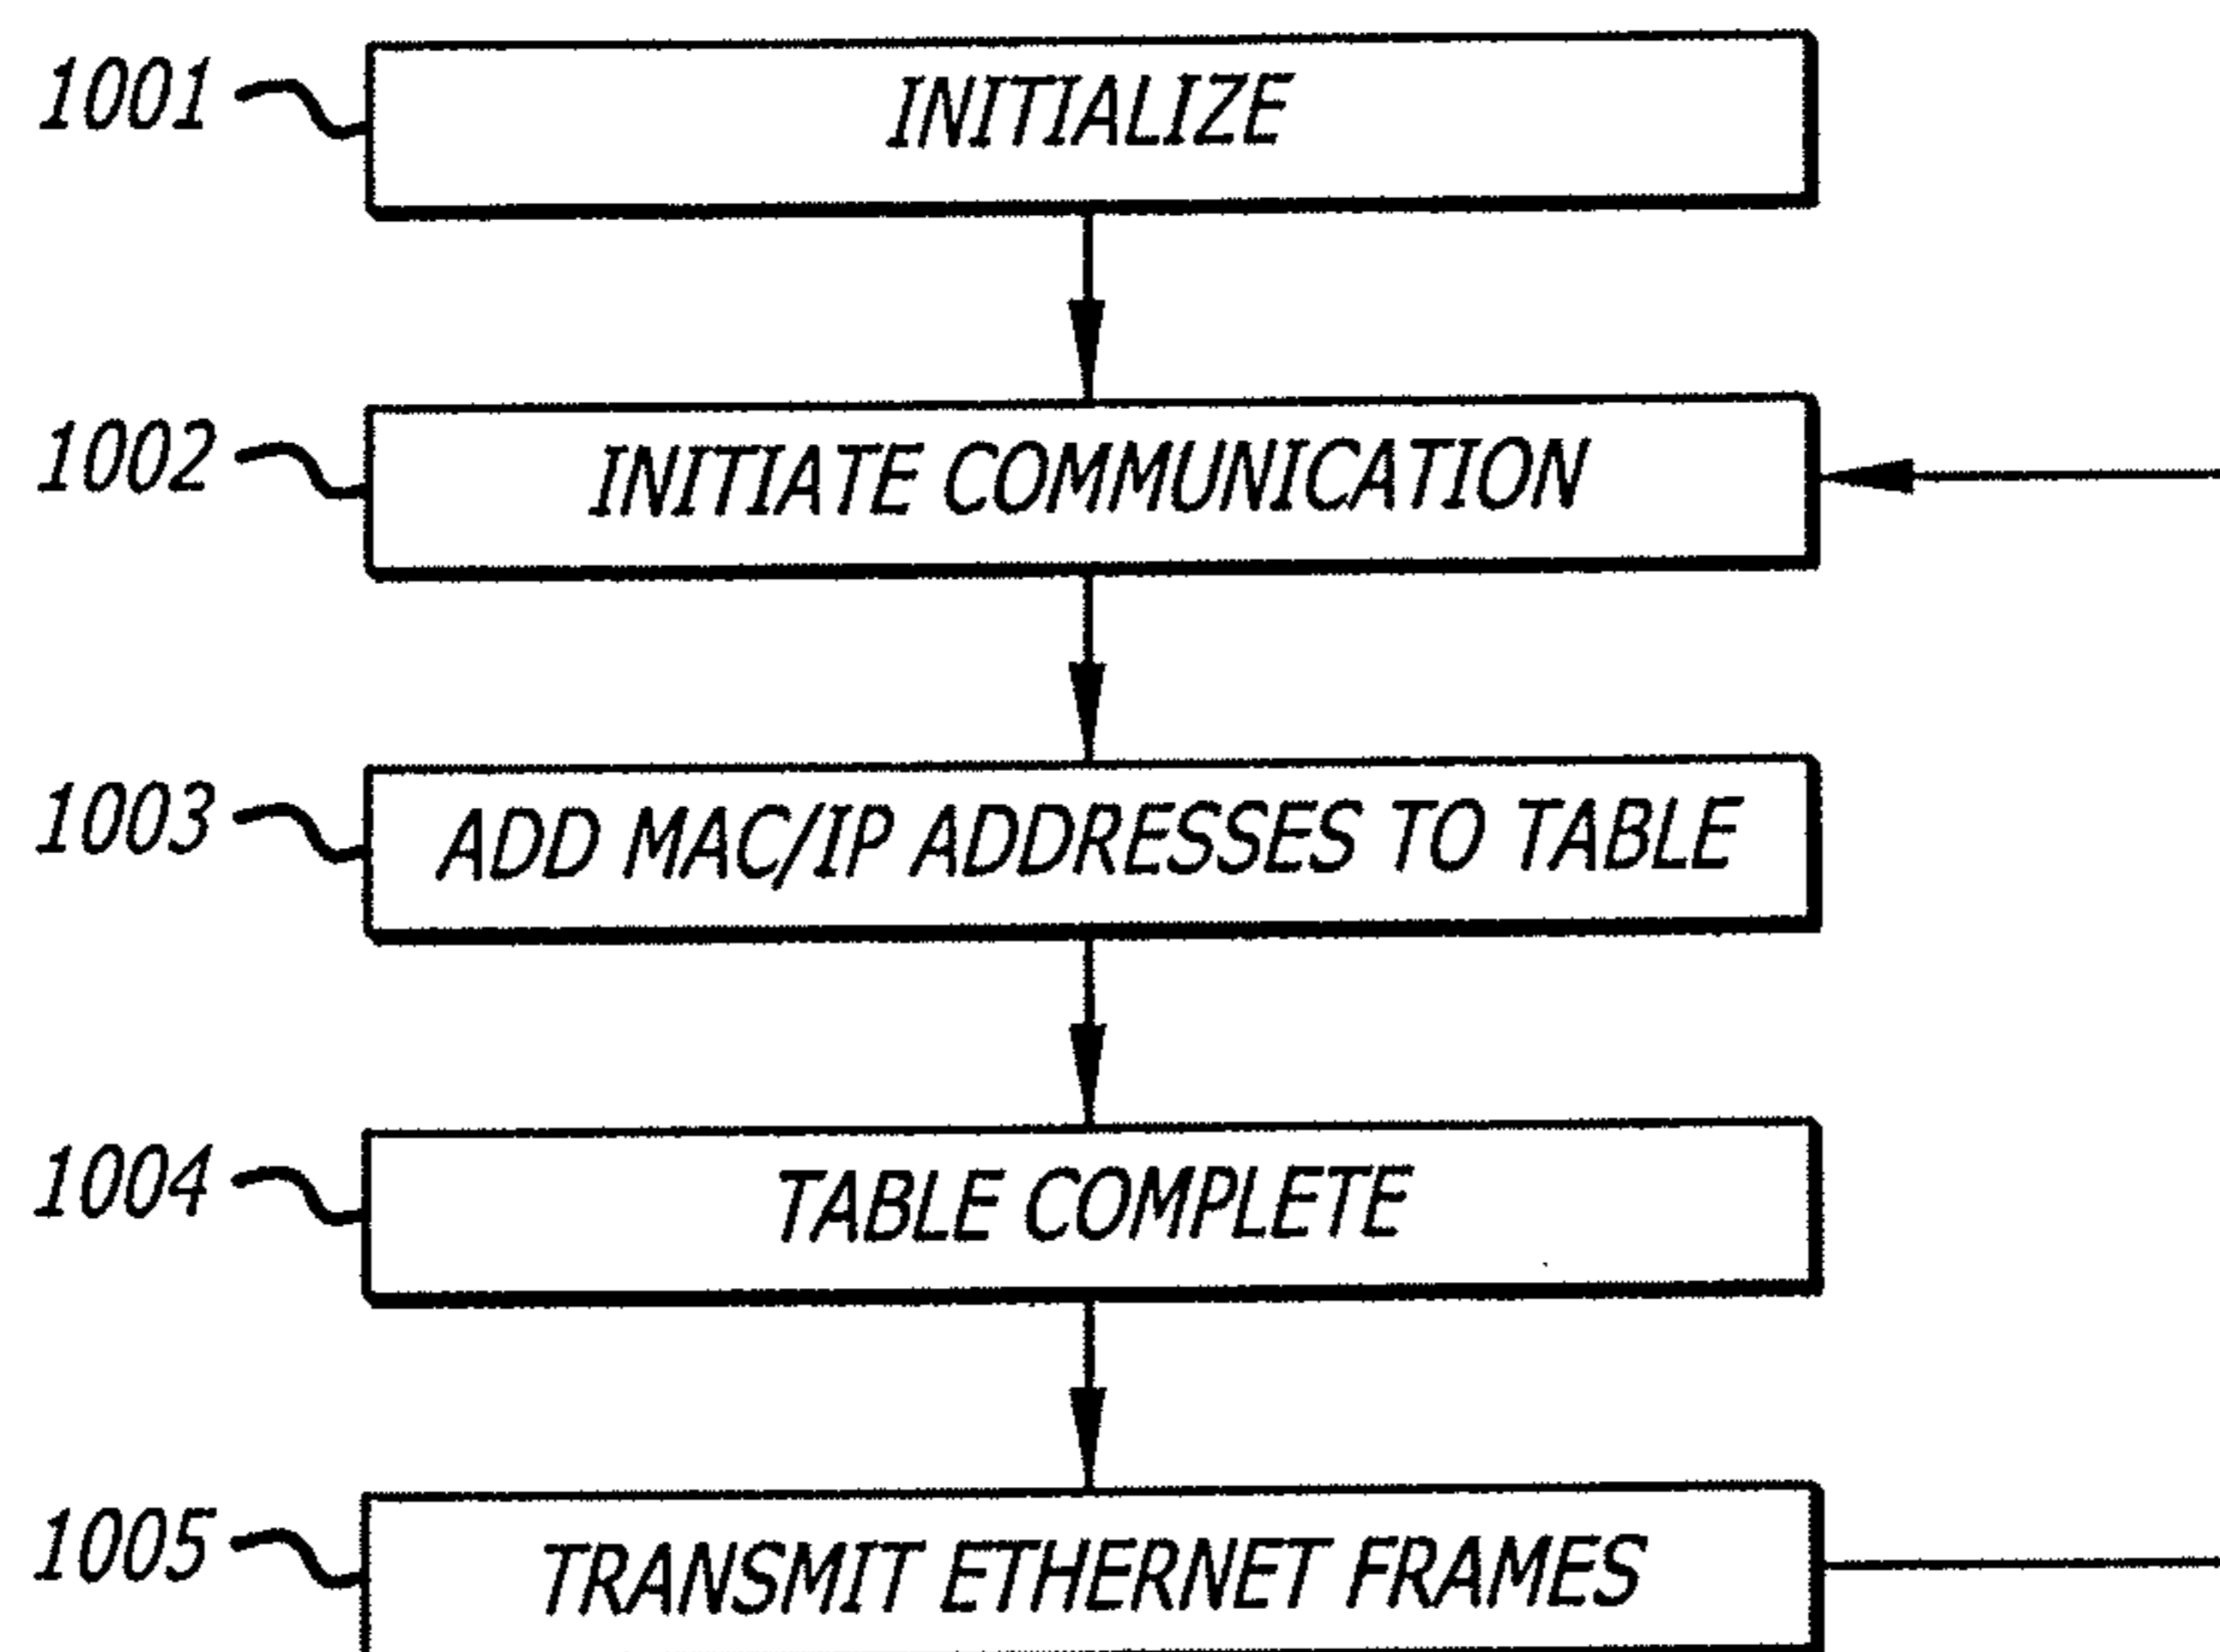 1001 INITIALIZE
1002 INITIATE COMMUNICATION
1003 ADD MAC/IP ADDRESSES TO TABLE
1004 TABLE COMPLETE
1005 TRANSMIT ETHERNET FRAMES